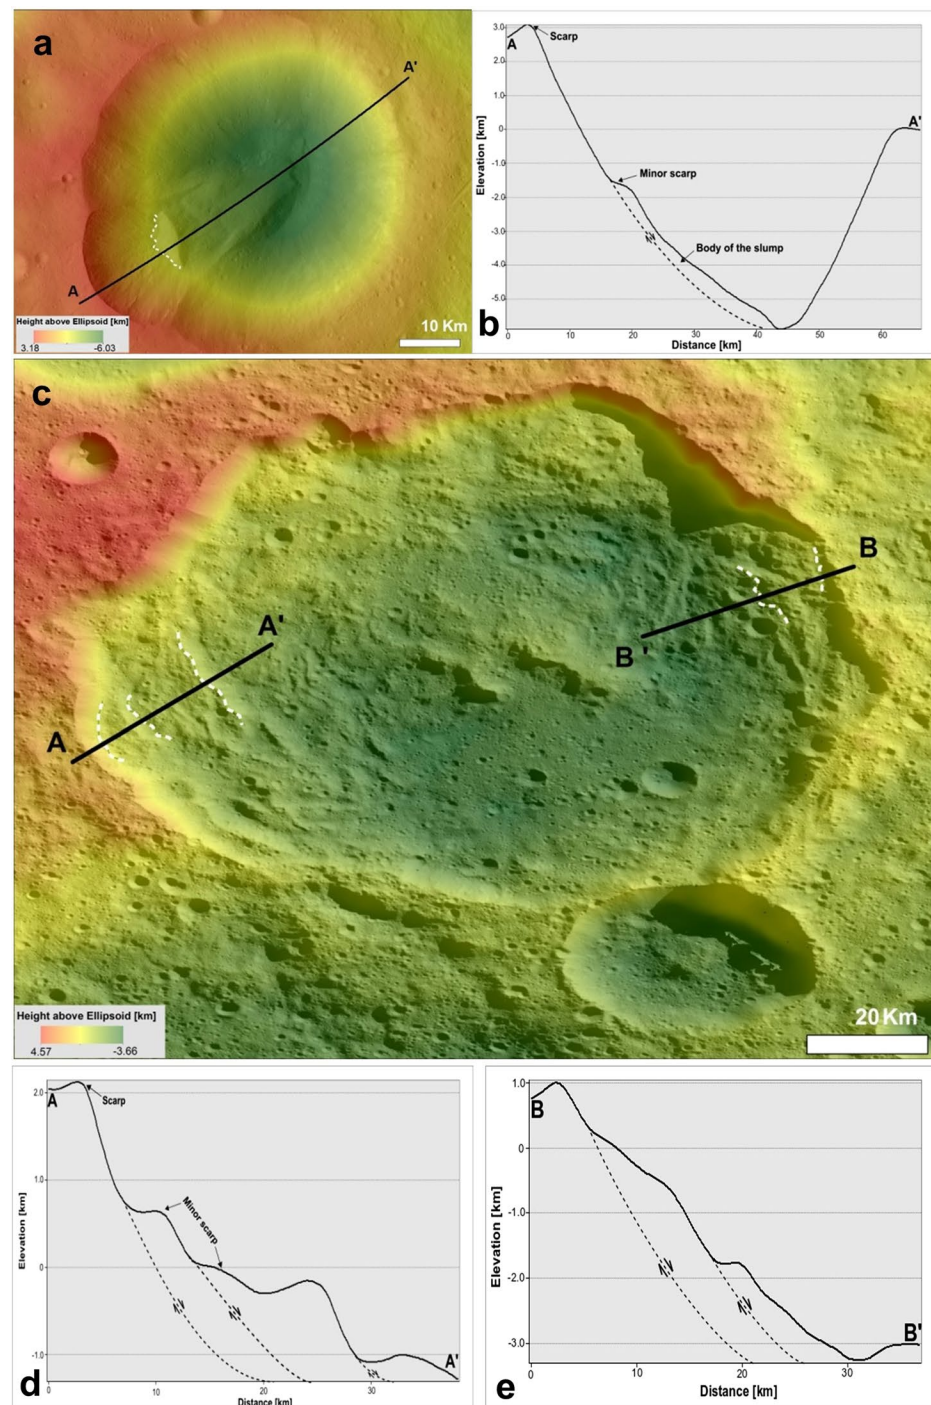 a
A'
A
Height above Ellipsoid [km]
3.18
-6.03
10 Km
Elevation [km]
3.0
2.0
1.0
0
-1.0
-2.0
-3.0
-4.0
-5.0
A
Scarp
Minor scarp
Body of the slump
A'
b
0
10
20
30
40
50
60
Distance [km]
c
B
B '
A'
A
Height above Ellipsoid [km]
4.57
-3.66
20 Km
Elevation [km]
2.0
1.0
0
-1.0
A
Scarp
Minor scarp
A'
d
0
10
20
30
Distance [km]
Elevation [km]
1.0
0
-1.0
-2.0
-3.0
B
B'
e
0
10
20
30
Distance [km]